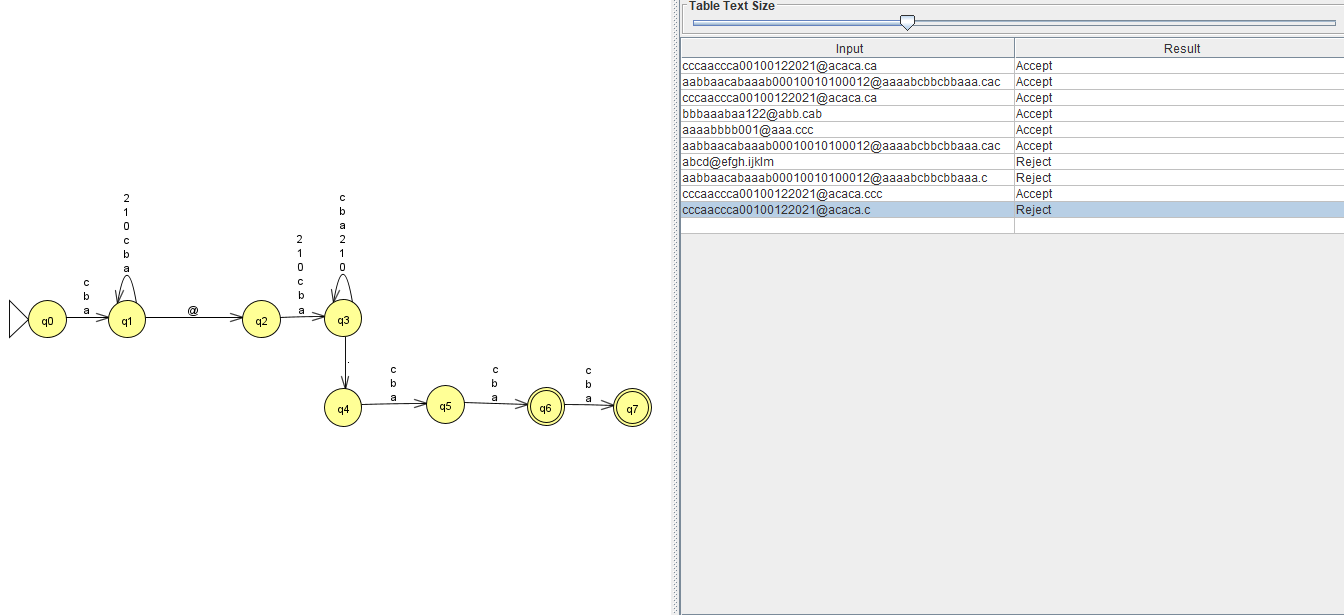 Table Text Size
Input Result
cccaaccca00100122021@acaca.ca Accept
aabbaacabaaab00010010100012@aaaabcbbcbbaaa.cac Accept
cccaaccca00100122021@acaca.ca Accept
bbbaaabaa122@abb.cab Accept
aaaabbbb001@aaa.ccc Accept
aabbaacabaaab00010010100012@aaaabcbbcbbaaa.cac Accept
abcd@efgh.ijklm Reject
aabbaacabaaab00010010100012@aaaabcbbcbbaaa.c Reject
cccaaccca00100122021@acaca.ccc Accept
cccaaccca00100122021@acaca.c Reject
c
b
a
2
1
0
c
b
a
@
2
1
0
c
b
a
c
b
a
2
1
0
q0 q1 q2 q3
.
c
b
a
c
b
a
c
b
a
q4 q5 q6 q7